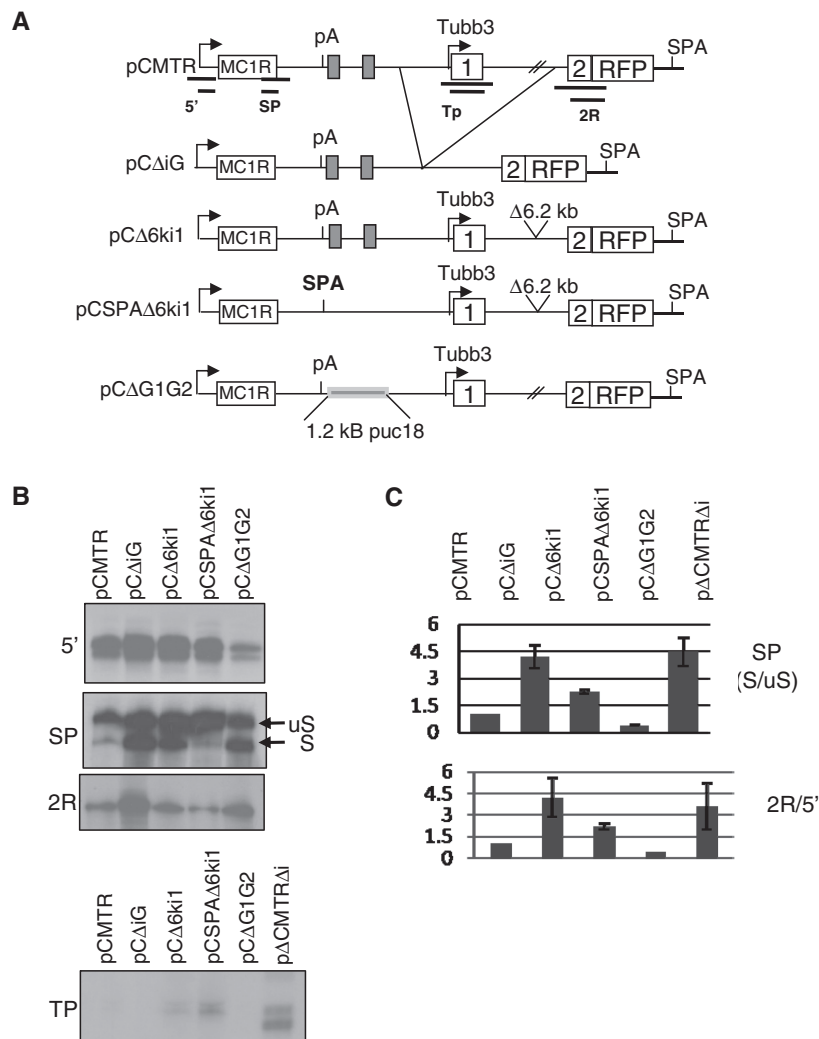 A
pA Tubb3 SPA
pCMTR MC1R 1 2 RFP
5' SP Tp 2R
pA SPA
pCΔiG MC1R 2 RFP
pA Tubb3 Δ6.2 kb SPA
pCΔ6ki1 MC1R 1 2 RFP
SPA Tubb3 Δ6.2 kb SPA
pCSPAΔ6ki1 MC1R 1 2 RFP
pA Tubb3 SPA
pCΔG1G2 MC1R 1 2 RFP
1.2 kB puc18
B
pCMTR
pCΔiG
pCΔ6ki1
pCSPAΔ6ki1
pCΔG1G2
5'
SP
uS
S
2R
pCMTR
pCΔiG
pCΔ6ki1
pCSPAΔ6ki1
pCΔG1G2
pΔCMTRΔi
TP
C
pCMTR
pCΔiG
pCΔ6ki1
pCSPAΔ6ki1
pCΔG1G2
pΔCMTRΔi
6
4.5
3
1.5
0
SP
(S/uS)
6
4.5
3
1.5
0
2R/5'